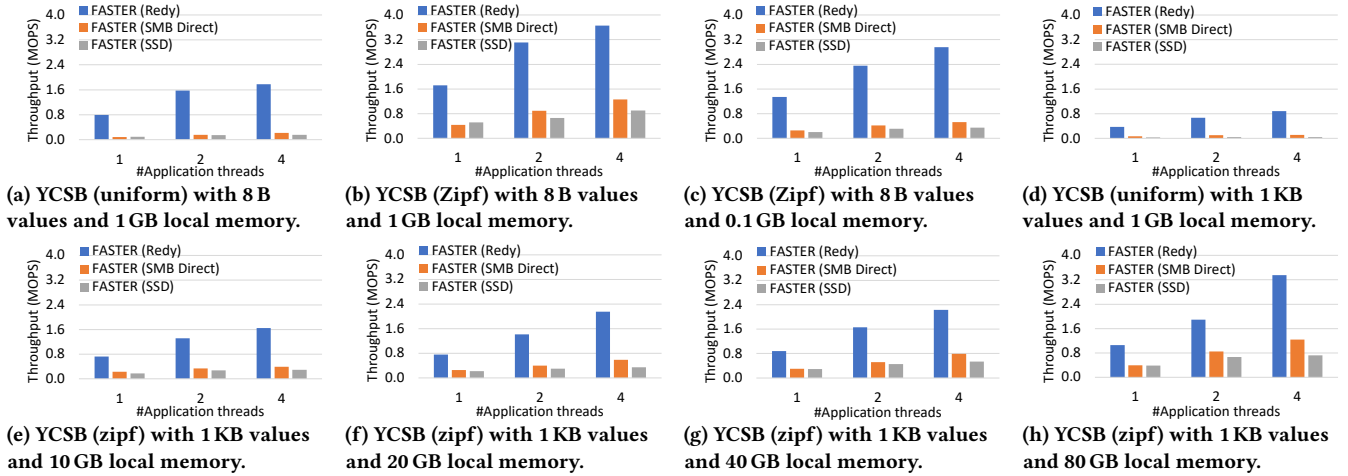 FASTER (Redy)
FASTER (SMB Direct)
FASTER (SSD)
Throughput (MOPS)
4.0
3.2
2.4
1.6
0.8
0.0
1 2 4
#Application threads
(a) YCSB (uniform) with 8 B
values and 1 GB local memory.
FASTER (Redy)
FASTER (SMB Direct)
FASTER (SSD)
Throughput (MOPS)
4.0
3.2
2.4
1.6
0.8
0.0
1 2 4
#Application threads
(b) YCSB (Zipf) with 8 B values
and 1 GB local memory.
FASTER (Redy)
FASTER (SMB Direct)
FASTER (SSD)
Throughput (MOPS)
4.0
3.2
2.4
1.6
0.8
0.0
1 2 4
#Application threads
(c) YCSB (Zipf) with 8 B values
and 0.1 GB local memory.
FASTER (Redy)
FASTER (SMB Direct)
FASTER (SSD)
Throughput (MOPS)
4.0
3.2
2.4
1.6
0.8
0.0
1 2 4
#Application threads
(d) YCSB (uniform) with 1 KB
values and 1 GB local memory.
FASTER (Redy)
FASTER (SMB Direct)
FASTER (SSD)
Throughput (MOPS)
4.0
3.2
2.4
1.6
0.8
0.0
1 2 4
#Application threads
(e) YCSB (zipf) with 1 KB values
and 10 GB local memory.
FASTER (Redy)
FASTER (SMB Direct)
FASTER (SSD)
Throughput (MOPS)
4.0
3.2
2.4
1.6
0.8
0.0
1 2 4
#Application threads
(f) YCSB (zipf) with 1 KB values
and 20 GB local memory.
FASTER (Redy)
FASTER (SMB Direct)
FASTER (SSD)
Throughput (MOPS)
4.0
3.2
2.4
1.6
0.8
0.0
1 2 4
#Application threads
(g) YCSB (zipf) with 1 KB values
and 40 GB local memory.
FASTER (Redy)
FASTER (SMB Direct)
FASTER (SSD)
Throughput (MOPS)
4.0
3.2
2.4
1.6
0.8
0.0
1 2 4
#Application threads
(h) YCSB (zipf) with 1 KB values
and 80 GB local memory.